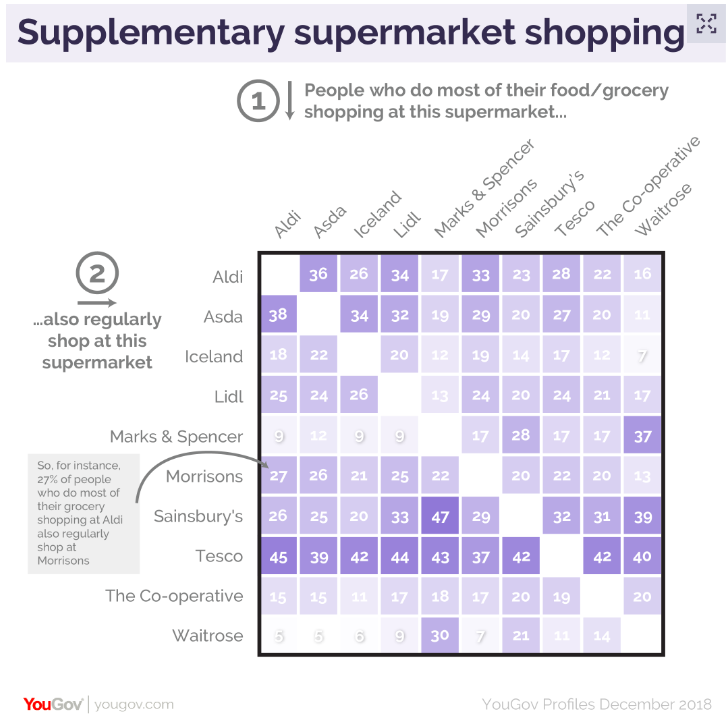 Supplementary supermarket shopping
1
People who do most of their food/grocery
shopping at this supermarket...
Aldi
Asda
Iceland
Lidl
Marks & Spencer
Morrisons
Sainsbury's
Tesco
The Co-operative
Waitrose
2
...also regularly
shop at this
supermarket
Aldi 36 26 34 17 33 23 28 22 16
Asda 38 34 32 19 29 20 27 20 11
Iceland 18 22 20 12 19 14 17 12 7
Lidl 25 24 26 13 24 20 24 21 17
Marks & Spencer 9 12 9 9 17 28 17 17 37
Morrisons 27 26 21 25 22 20 22 20 13
Sainsbury's 26 25 20 33 47 29 32 31 39
Tesco 45 39 42 44 43 37 42 42 40
The Co-operative 15 15 11 17 18 17 20 19 20
Waitrose 5 5 6 9 30 7 21 11 14
So, for instance,
27% of people
who do most of
their grocery
shopping at Aldi
also regularly
shop at
Morrisons
YouGov | yougov.com
YouGov Profiles December 2018